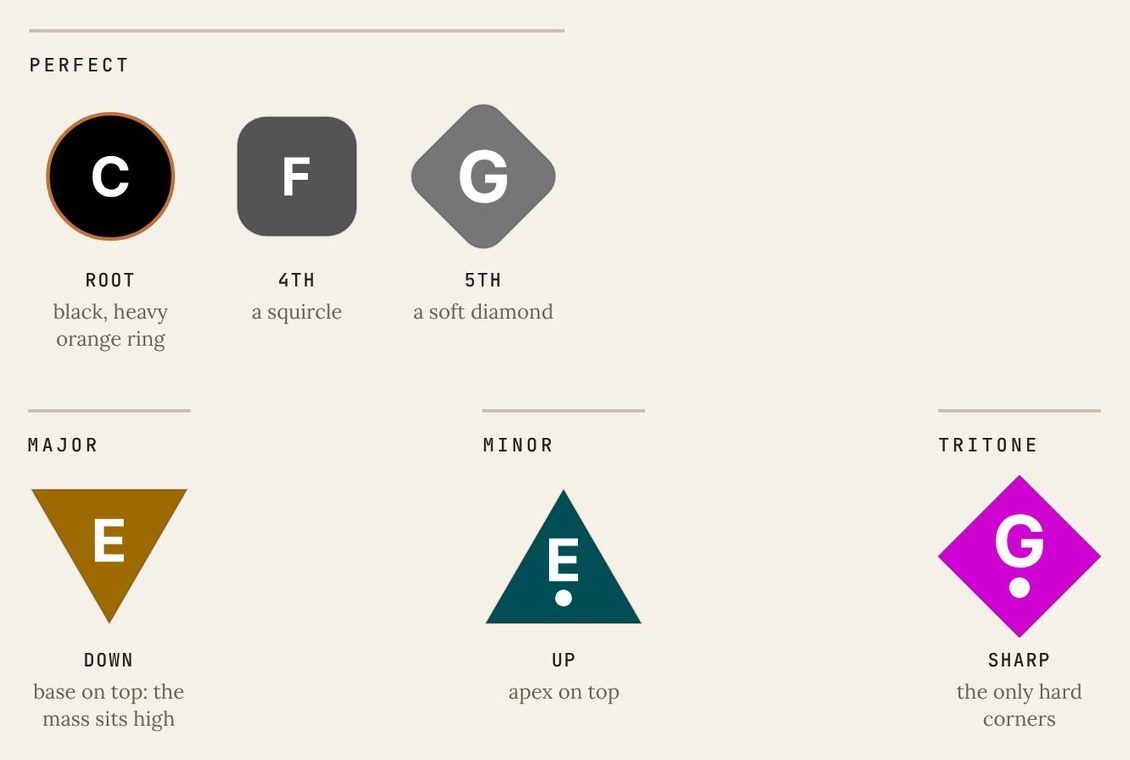 PERFECT
C
F
G
ROOT
black, heavy
orange ring
4TH
a squircle
5TH
a soft diamond
MAJOR
E
DOWN
base on top: the
mass sits high
MINOR
E
UP
apex on top
TRITONE
G
SHARP
the only hard
corners